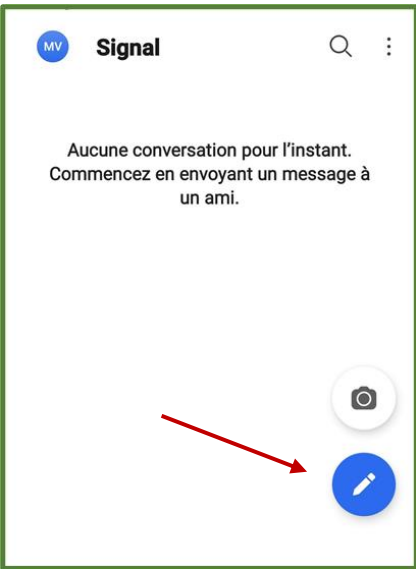 MV Signal
Aucune conversation pour l'instant.
Commencez en envoyant un message à
un ami.